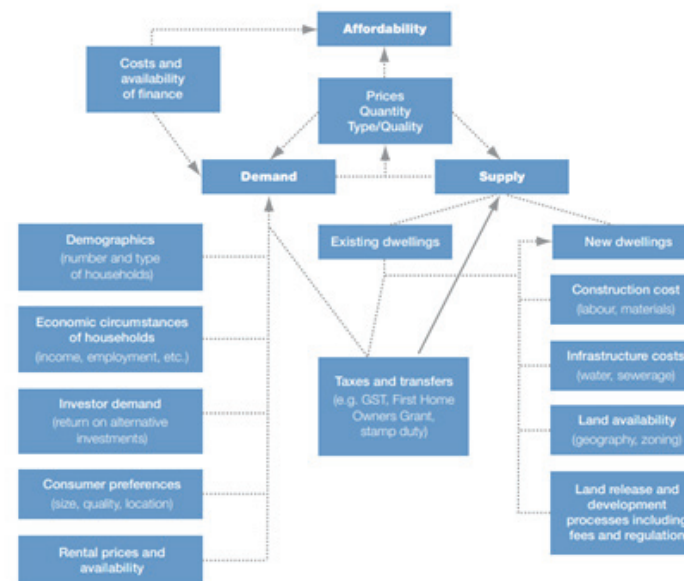 Affordability
Costs and
availability
of finance
Prices
Quantity
Type/Quality
Demand
Supply
Demographics
(number and type
of households)
Existing dwellings
New dwellings
Economic circumstances
of households
(income, employment, etc.)
Construction cost
(labour, materials)
Taxes and transfers
(e.g. GST, First Home
Owners Grant,
stamp duty)
Infrastructure costs
(water, sewerage)
Investor demand
(return on alternative
investments)
Land availability
(geography, zoning)
Consumer preferences
(size, quality, location)
Land release and
development
processes including
fees and regulation
Rental prices and
availability